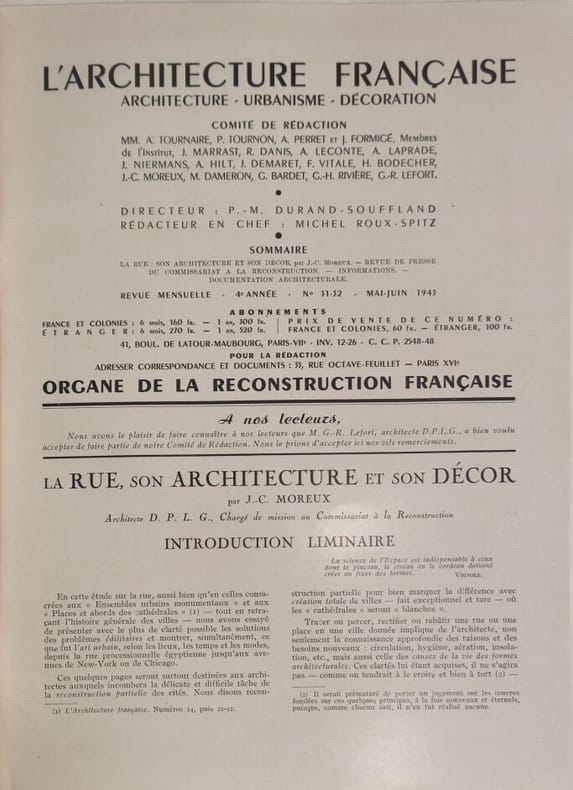 L'ARCHITECTURE FRANÇAISE
ARCHITECTURE - URBANISME - DÉCORATION
COMITÉ DE RÉDACTION
MM. A. TOURNAIRE, P. TOURNON, A. PERRET ET J. FORMIGÉ, Membres
de l'Institut, J. MARRAST, R. DANIS, A. LECONTE, A. LAPRADE,
J. NIERMANS, A. HILT, J. DEMARET, F. VITALE, H. BODECHER,
J.-C. MOREUX, M. DAMERON, G. BARDET, G.-H. RIVIÈRE, G.-R. LEFORT.
DIRECTEUR : P.-M. DURAND-SOUFFLAND
RÉDACTEUR EN CHEF : MICHEL ROUX-SPITZ
SOMMAIRE
LA RUE : SON ARCHITECTURE ET SON DÉCOR, par J.-C. MOREUX. — REVUE DE PRESSE
DU COMMISSARIAT A LA RECONSTRUCTION. — INFORMATIONS. —
DOCUMENTATION ARCHITECTURALE.
REVUE MENSUELLE - 4e ANNÉE - No 31-32 - MAI-JUIN 1943
ABONNEMENTS
FRANCE ET COLONIES : 6 MOIS, 160 FR. — 1 AN, 300 FR.
ÉTRANGER : 6 MOIS, 270 FR. — 1 AN, 520 FR.
PRIX DE VENTE DE CE NUMÉRO :
FRANCE ET COLONIES, 60 FR. — ÉTRANGER, 100 FR.
41, BOUL. DE LATOUR-MAUBOURG, PARIS-VIIe - INV. 12-26 - C. C. P. 2548-48
POUR LA RÉDACTION
ADRESSER CORRESPONDANCE ET DOCUMENTS : 33, RUE OCTAVE-FEUILLET — PARIS XVIe
ORGANE DE LA RECONSTRUCTION FRANÇAISE
A nos lecteurs,
Nous avons le plaisir de faire connaître à nos lecteurs que M. G.-R. Lefort, architecte D.P.L.G., a bien voulu
accepter de faire partie de notre Comité de Rédaction. Nous le prions d'accepter ici nos vifs remerciements.
LA RUE, SON ARCHITECTURE ET SON DÉCOR
par J.-C. MOREUX
Architecte D. P. L. G., Chargé de mission au Commissariat à la Reconstruction
INTRODUCTION LIMINAIRE
La science de l'Espace est indispensable à ceux
dont le pinceau, le ciseau ou le cordeau doivent
créer ou fixer des formes. VIGNOLE.
En cette étude sur la rue, aussi bien qu'en celles consa-
crées aux « Ensembles urbains monumentaux » et aux
« Places et abords des cathédrales » (1) — tout en retra-
çant l'histoire générale des villes — nous avons essayé
de présenter avec le plus de clarté possible les solutions
des problèmes édilitaires et montrer, simultanément, ce
que fut l'art urbain, selon les lieux, les temps et les modes,
depuis la rue processionnelle égyptienne jusqu'aux ave-
nues de New-York ou de Chicago.
Ces quelques pages seront surtout destinées aux archi-
tectes auxquels incombera la délicate et difficile tâche de
la reconstruction partielle des cités. Nous disons recon-
(1) L'Architecture française. Numéros 14, puis 21-22.
struction partielle pour bien marquer la différence avec
création totale de villes — fait exceptionnel et rare — où
les « cathédrales » seront « blanches ».
Tracer ou percer, rectifier ou rebâtir une rue ou une
place en une ville donnée implique de l'architecte, non
seulement la connaissance approfondie des raisons et des
besoins nouveaux : circulation, hygiène, aération, insola-
tion, etc., mais aussi celle des causes de la vie des formes
architecturales. Ces clartés lui étant acquises, il ne s'agira
pas — comme on tendrait à le croire et bien à tort (2) —
(2) Il serait prématuré de porter un jugement sur les œuvres
fondées sur ces quelques principes, à la fois nouveaux et éternels,
puisque, comme chacun sait, il n'en fut réalisé aucune.